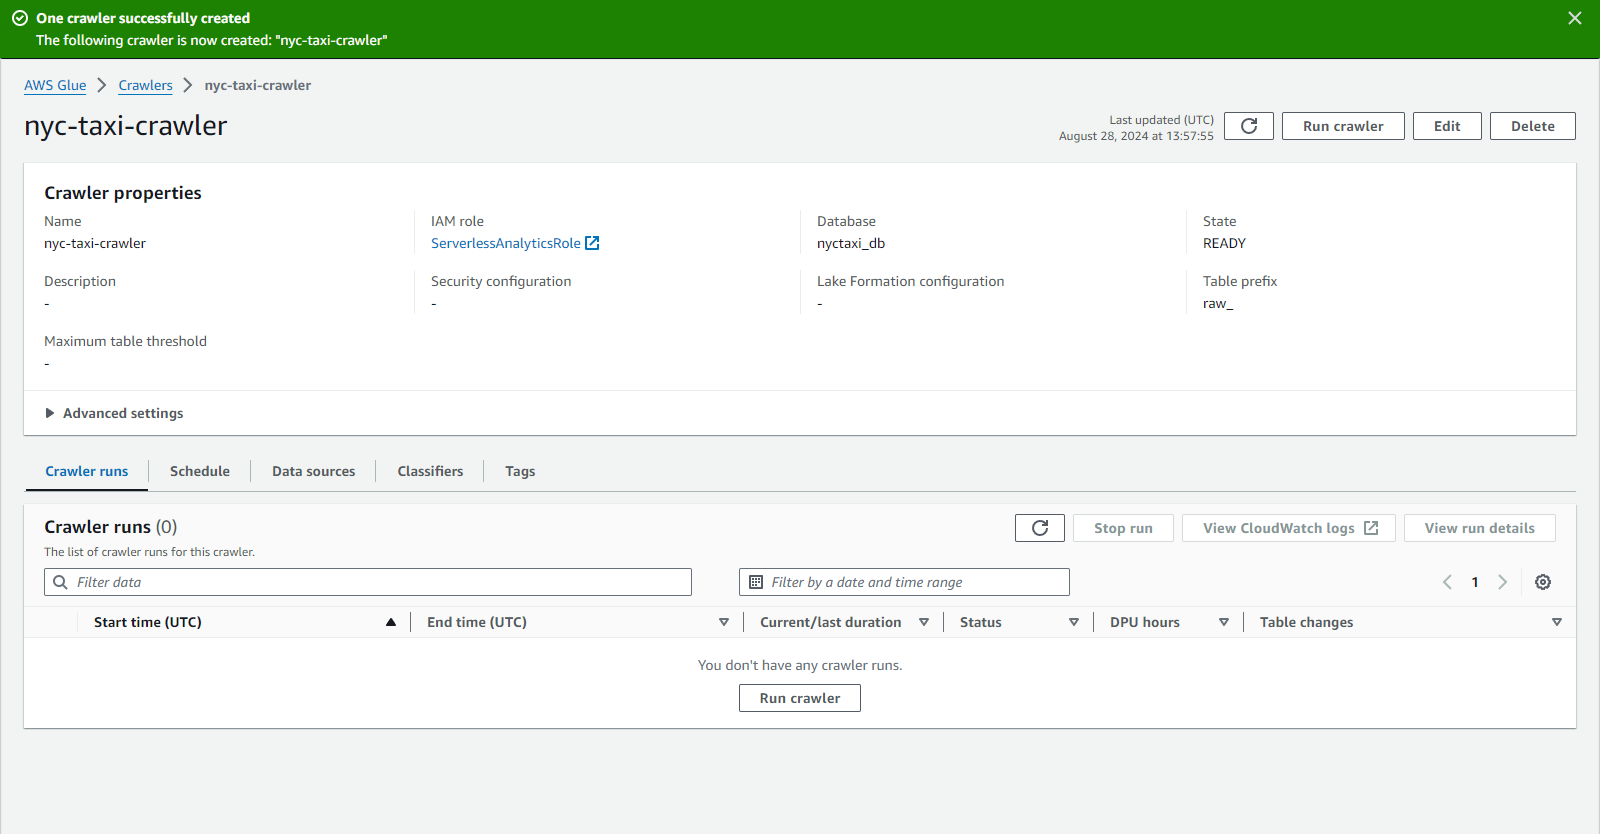 One crawler successfully created
The following crawler is now created: "nyc-taxi-crawler"
AWS Glue Crawlers nyc-taxi-crawler
nyc-taxi-crawler
Last updated (UTC)
August 28, 2024 at 13:57:55
Run crawler Edit Delete
Crawler properties
Name IAM role Database State
nyc-taxi-crawler ServerlessAnalyticsRole nyctaxi_db READY
Description Security configuration Lake Formation configuration Table prefix
- - - raw_
Maximum table threshold
-
Advanced settings
Crawler runs Schedule Data sources Classifiers Tags
Crawler runs (0) Stop run View CloudWatch logs View run details
The list of crawler runs for this crawler.
Filter data Filter by a date and time range 1
Start time (UTC) End time (UTC) Current/last duration Status DPU hours Table changes
You don't have any crawler runs.
Run crawler